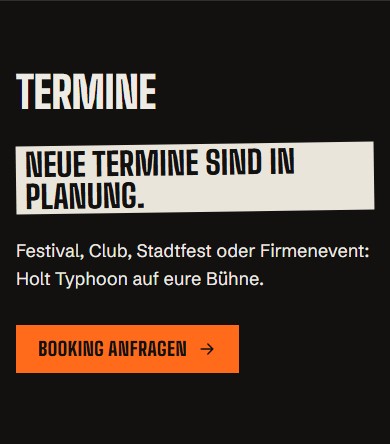 TERMINE
NEUE TERMINE SIND IN
PLANUNG.
Festival, Club, Stadtfest oder Firmenevent:
Holt Typhoon auf eure Bühne.
BOOKING ANFRAGEN →